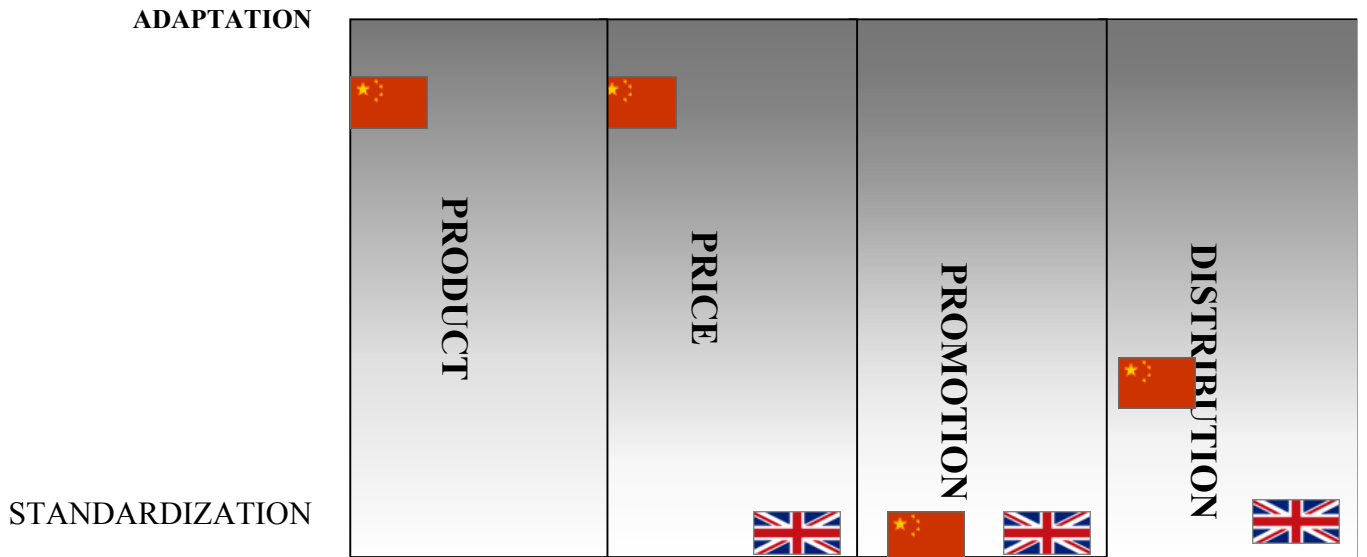 ADAPTATION
PRODUCT
PRICE
PROMOTION
DISTRIBUTION
STANDARDIZATION